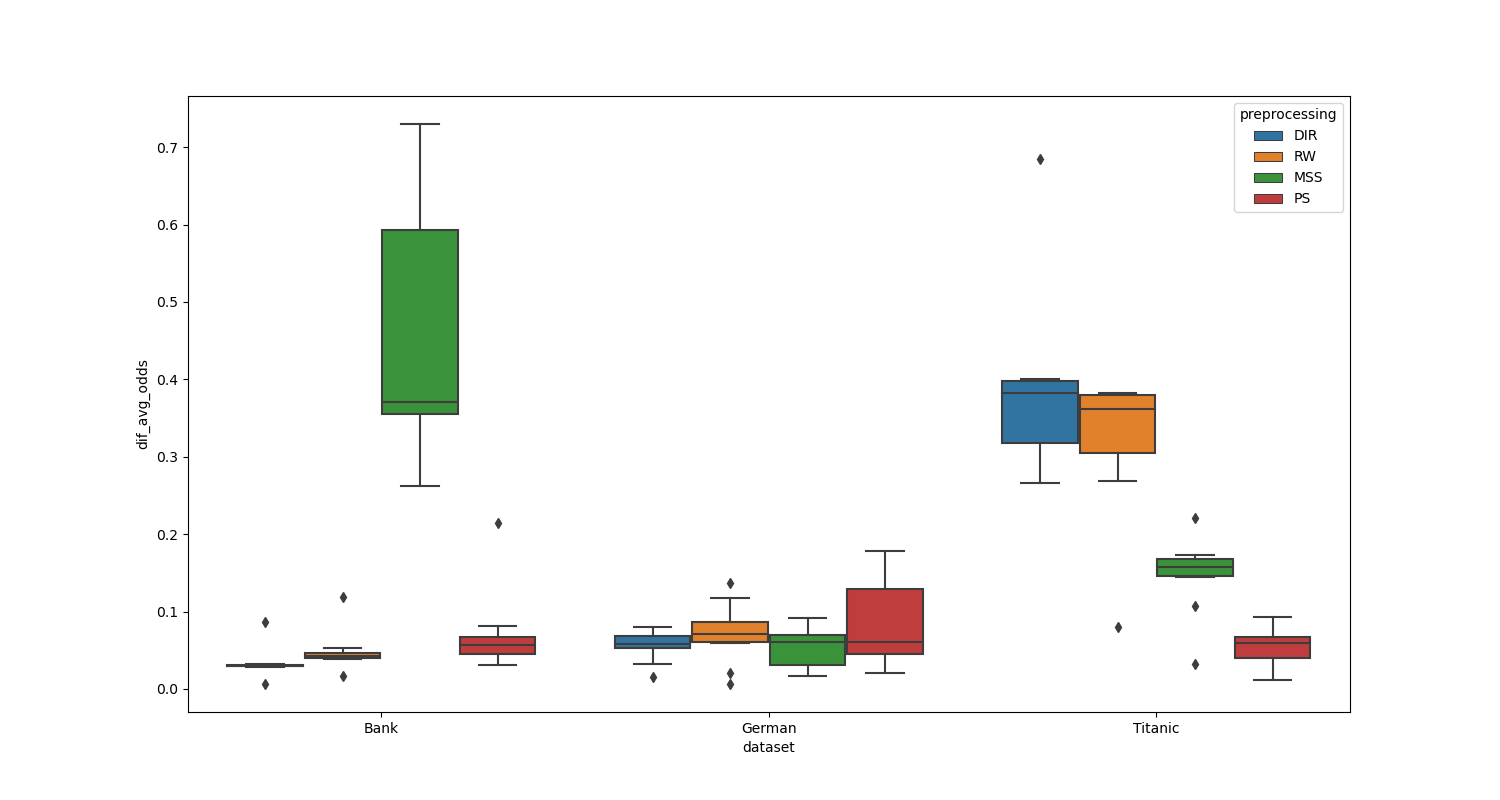 preprocessing
DIR
RW
MSS
PS
0.7
0.6
0.5
0.4
0.3
0.2
0.1
0.0
dif_avg_odds
Bank German Titanic
dataset